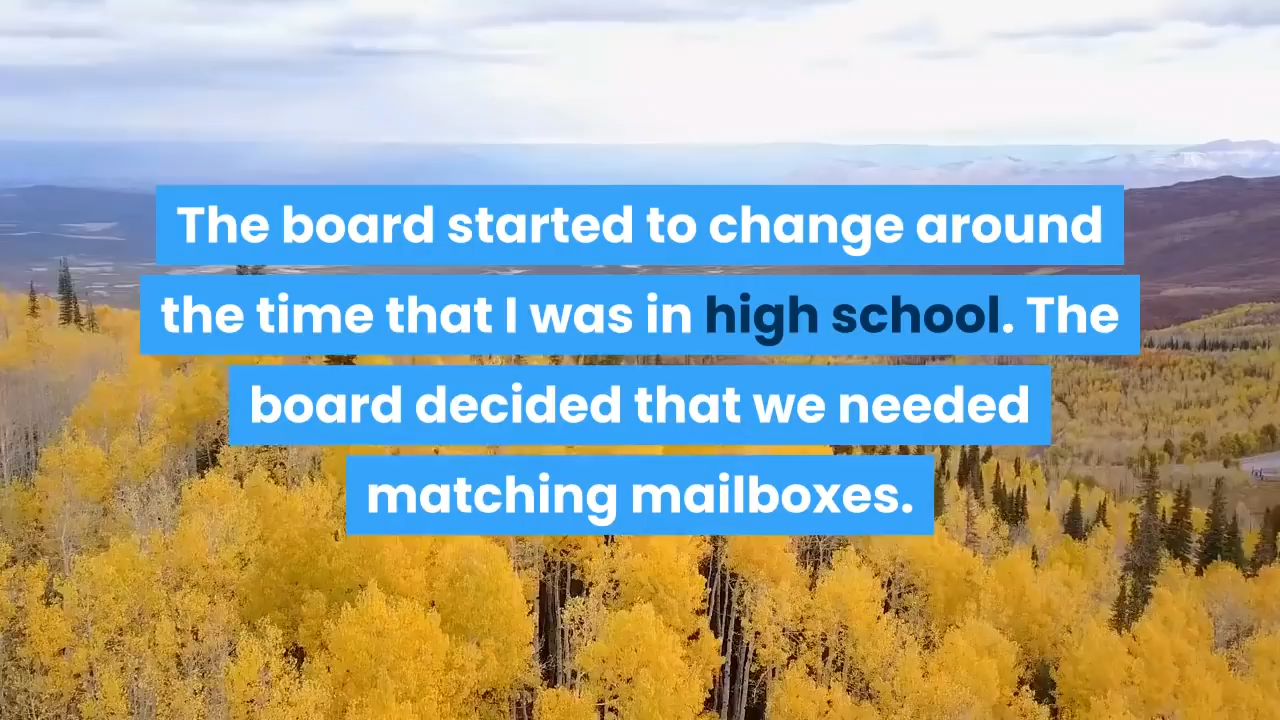 The board started to change around
the time that I was in high school. The
board decided that we needed
matching mailboxes.